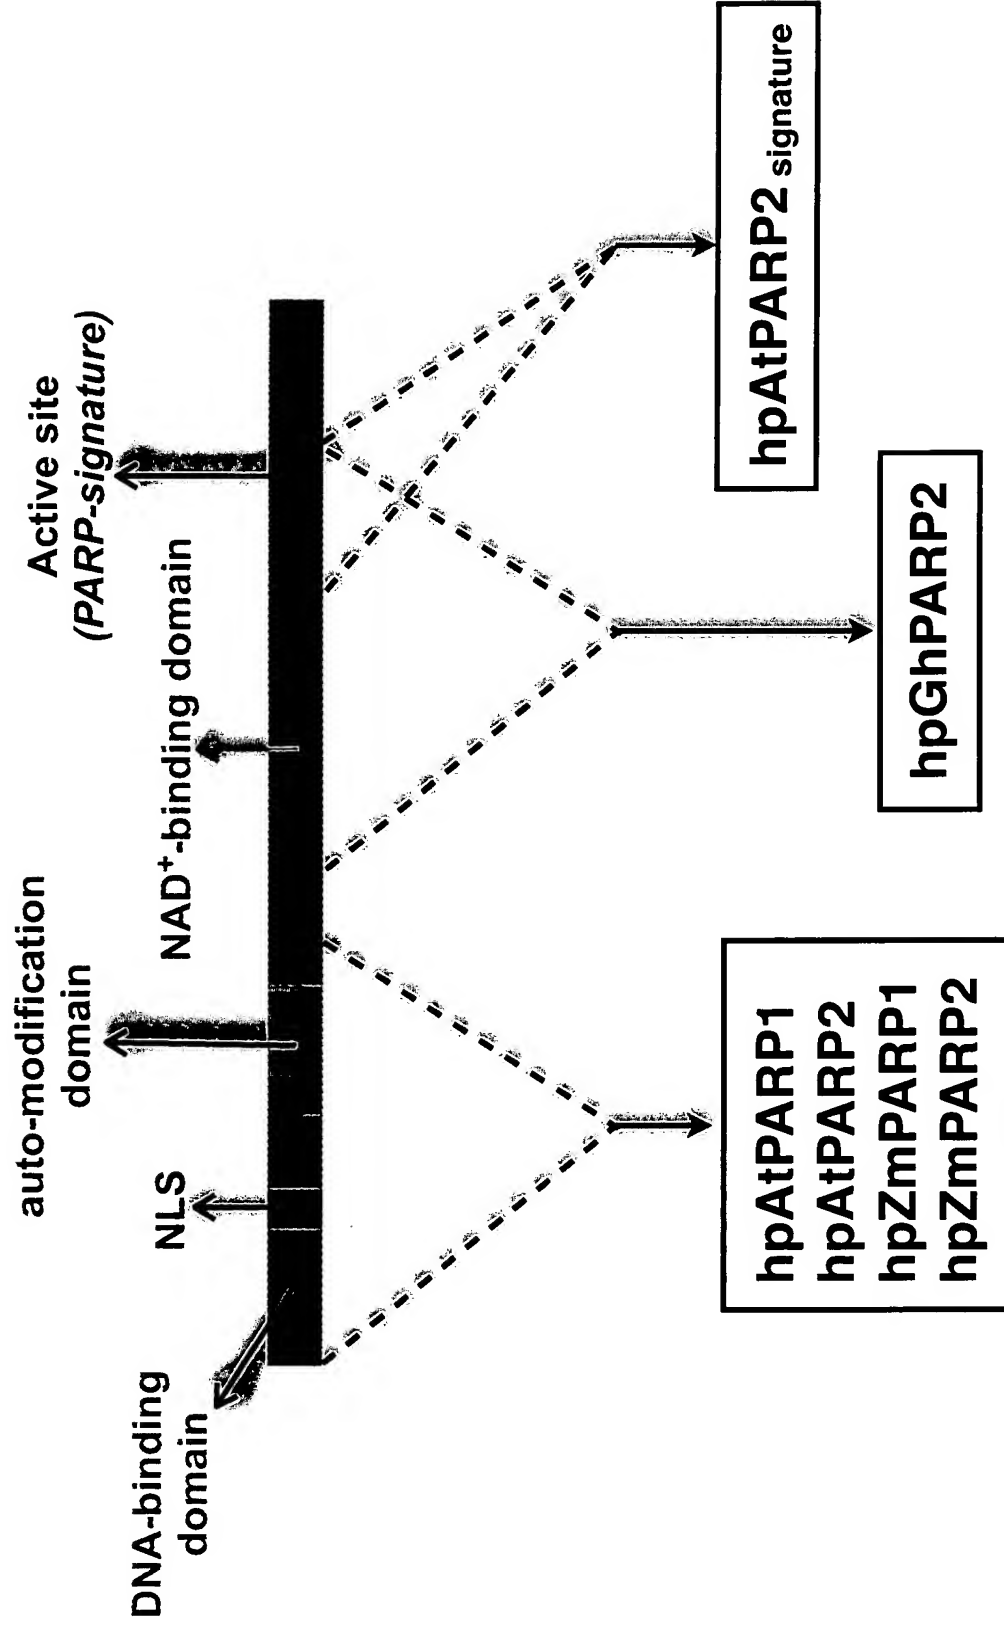 DNA-binding
domain
NLS
auto-modification
domain
NAD⁺-binding domain
Active site
(PARP-signature)
hpAtPARP1
hpAtPARP2
hpZmPARP1
hpZmPARP2
hpGhPARP2
hpAtPARP2 signature